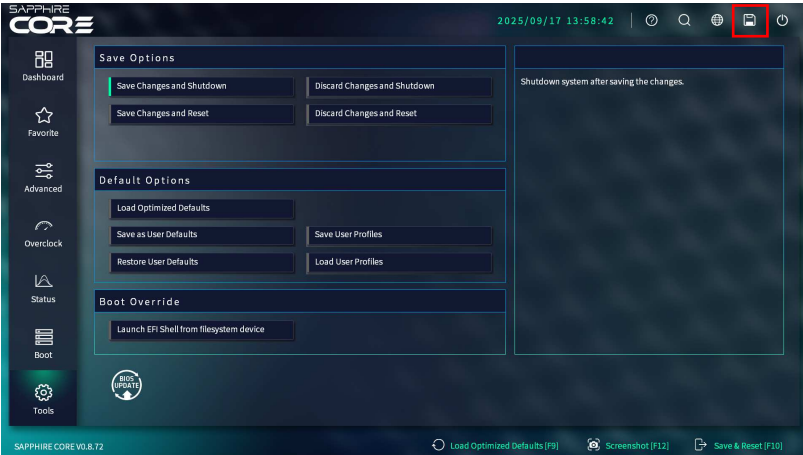 SAPPHIRE
CORE
2025/09/17 13:58:42
Dashboard
Favorite
Advanced
Overclock
Status
Boot
Tools
Save Options
Save Changes and Shutdown
Discard Changes and Shutdown
Save Changes and Reset
Discard Changes and Reset
Default Options
Load Optimized Defaults
Save as User Defaults
Save User Profiles
Restore User Defaults
Load User Profiles
Boot Override
Launch EFI Shell from filesystem device
BIOS
UPDATE
Shutdown system after saving the changes.
SAPPHIRE CORE V0.8.72
Load Optimized Defaults [F9]
Screenshot [F12]
Save & Reset [F10]